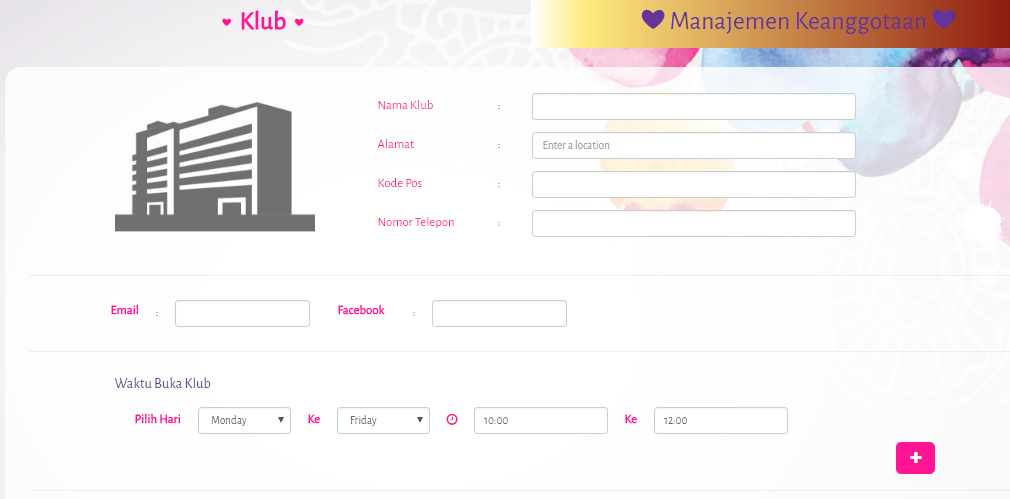 Klub
Manajemen Keanggotaan
Nama Klub :
Alamat : Enter a location
Kode Pos :
Nomor Telepon :
Email : Facebook :
Waktu Buka Klub
Pilih Hari Monday Ke Friday 10:00 Ke 12:00